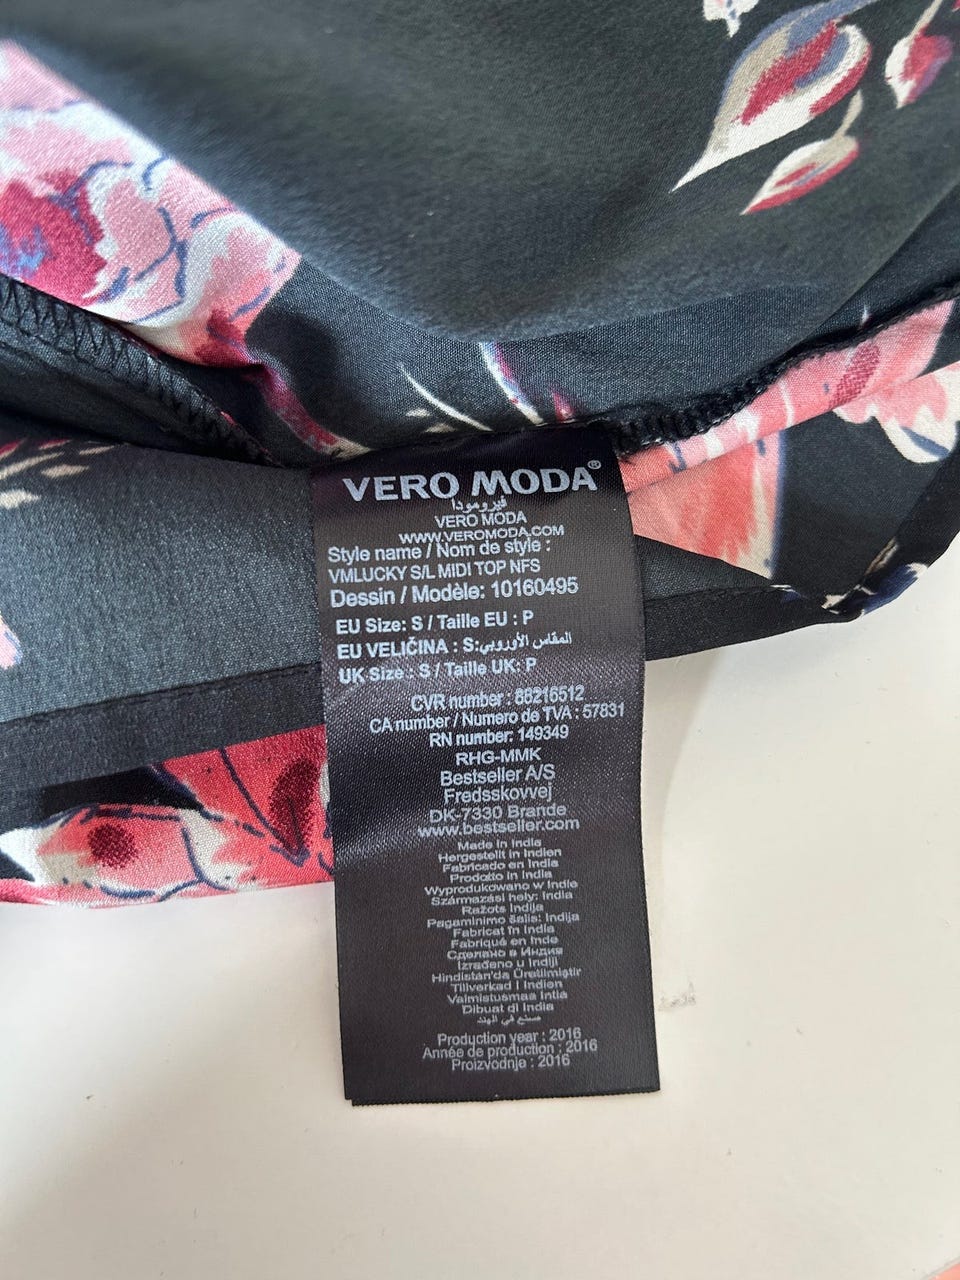 VERO MODA®
ڤيرومودا
VERO MODA
WWW.VEROMODA.COM
Style name / Nom de style :
VMLUCKY S/L MIDI TOP NFS
Dessin / Modèle: 10160495
EU Size: S / Taille EU : P
EU VELIČINA : S:المقاس الأوروبي
UK Size : S / Taille UK: P
CVR number : 88216512
CA number / Numero de TVA : 57831
RN number: 149349
RHG-MMK
Bestseller A/S
Fredsskovvej
DK-7330 Brande
www.bestseller.com
Made in India
Hergestellt in Indien
Fabricado en India
Prodotto in India
Wyprodukowano w Indie
Származási hely: India
Ražots Indija
Pagaminimo šalis: Indija
Fabricat în India
Fabriqué en Inde
Сделано в Индия
Izrađeno u Indiji
Hindistan'da Üretilmiştir
Tillverkad i Indien
Valmistusmaa Intia
Dibuat di India
صنع في الهند
Production year : 2016
Année de production : 2016
Proizvodnje : 2016